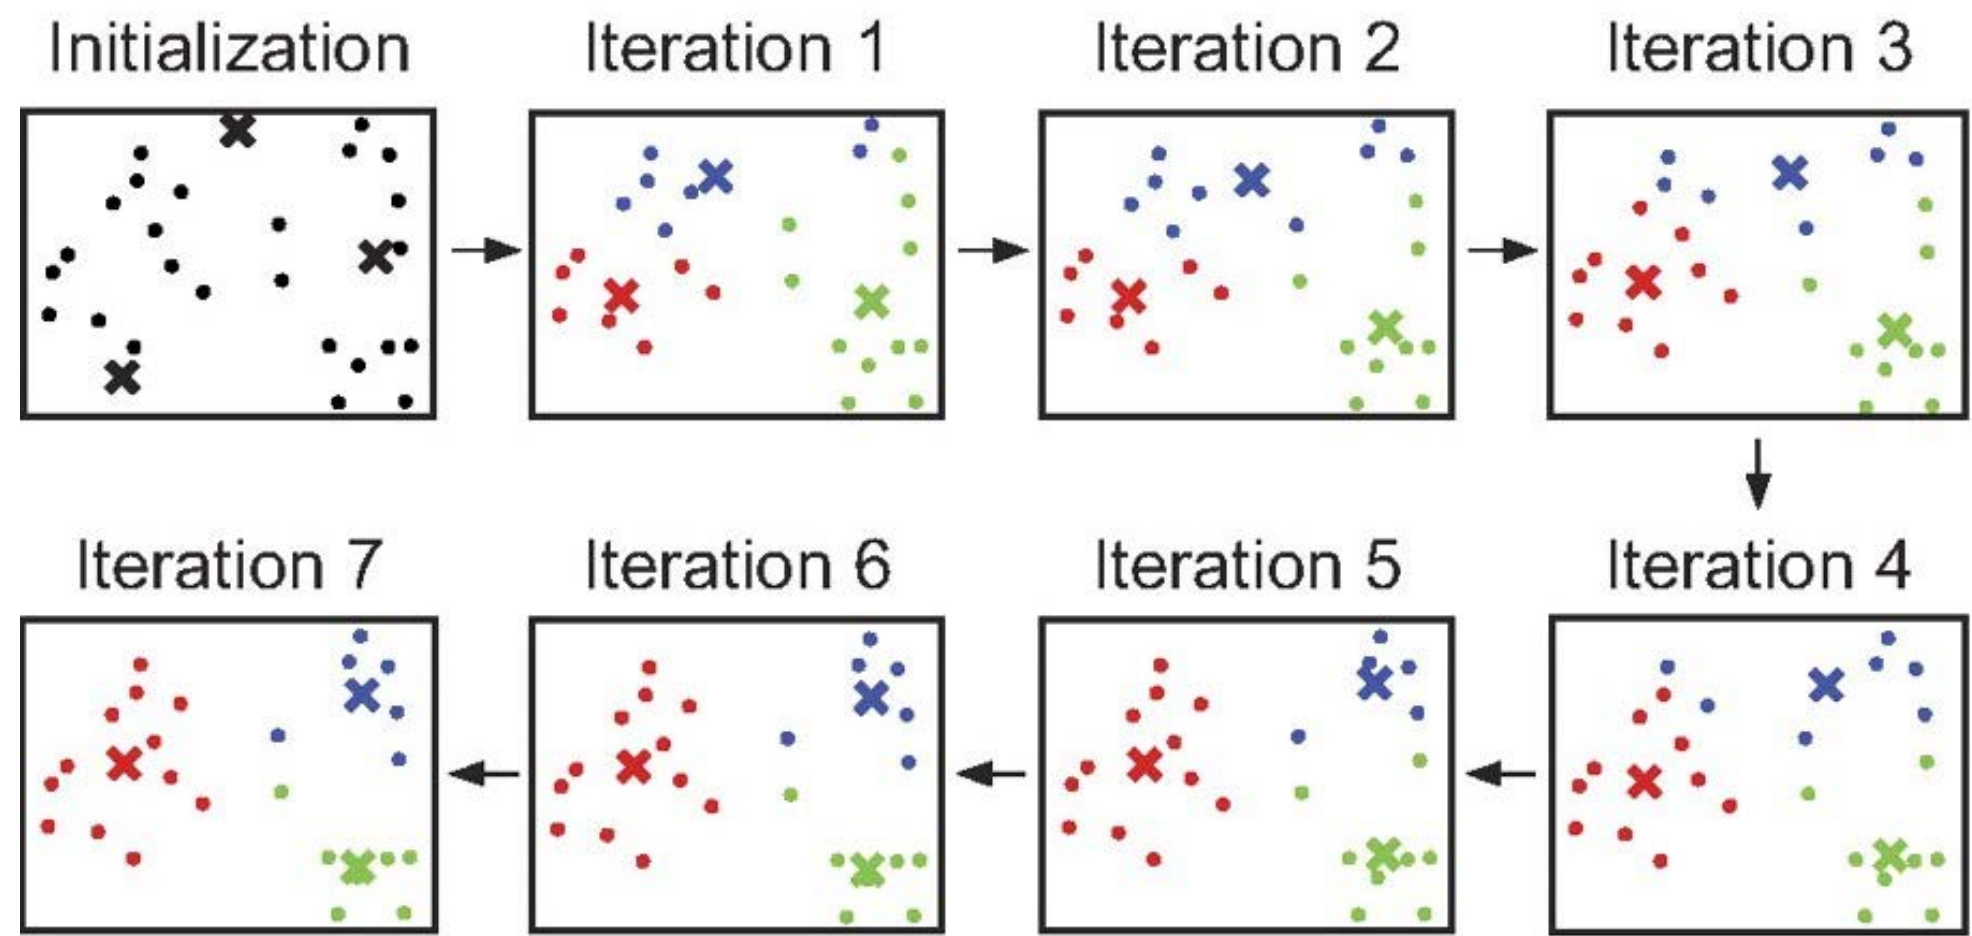 Initialization
Iteration 1
Iteration 2
Iteration 3
Iteration 7
Iteration 6
Iteration 5
Iteration 4